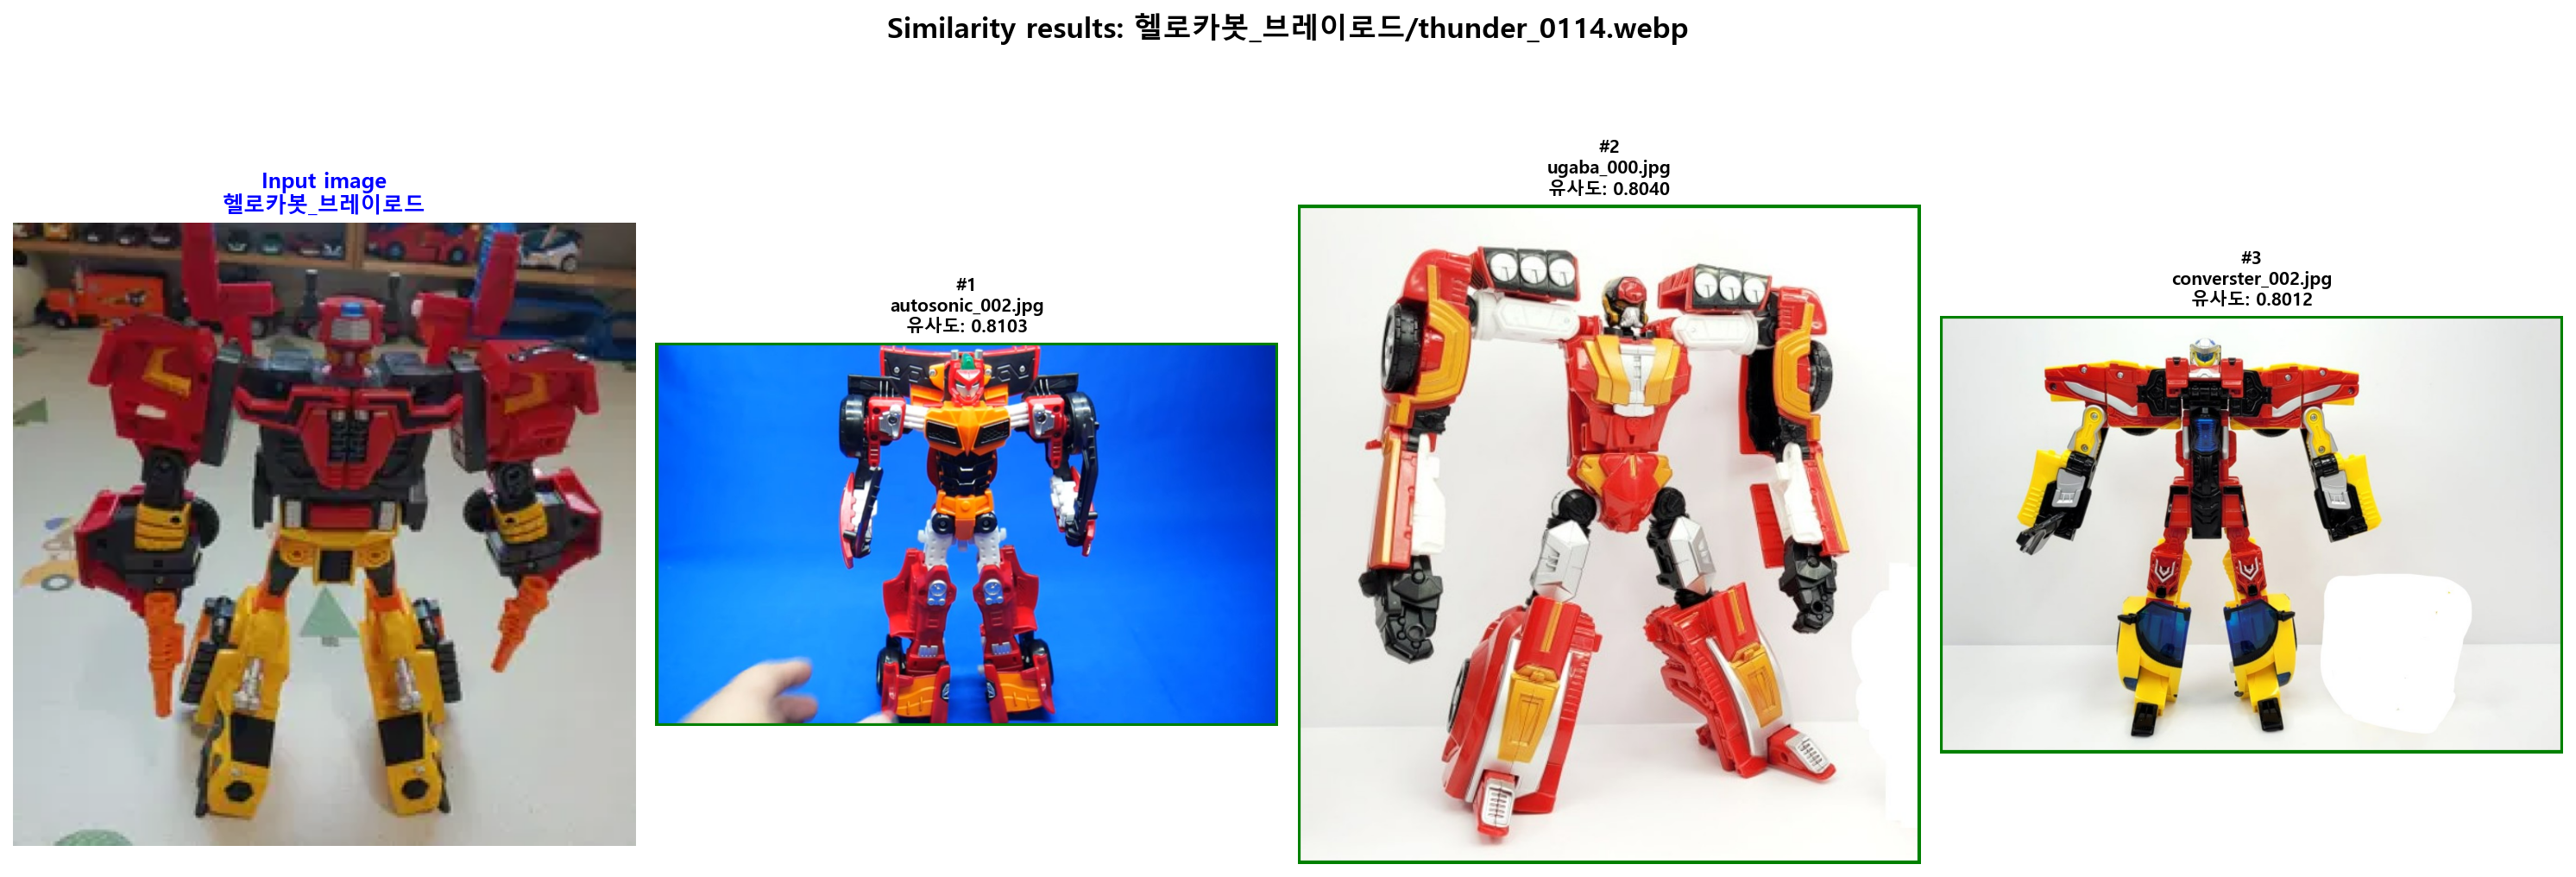 Similarity results: 헬로카봇_브레이로드/thunder_0114.webp
Input image
헬로카봇_브레이로드
#1
autosonic_002.jpg
유사도: 0.8103
#2
ugaba_000.jpg
유사도: 0.8040
#3
converster_002.jpg
유사도: 0.8012